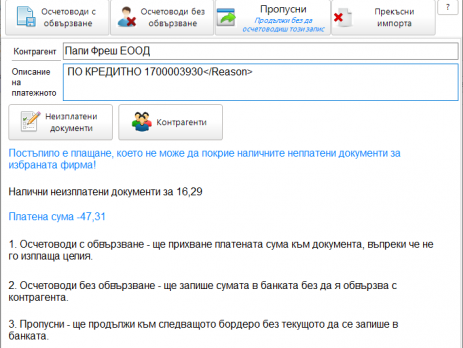 Осчетоводи с обвързване
Осчетоводи без обвързване
Пропусни
Продължи без да осчетоводиш този запис
Прекъсни импорта
?
Контрагент
Папи Фреш ЕООД
Описание на платежното
ПО КРЕДИТНО 1700003930</Reason>
Неизплатени документи
Контрагенти
Постъпило е плащане, което не може да покрие наличните неплатени документи за
избраната фирма!
Налични неизплатени документи за 16,29
Платена сума -47,31
1. Осчетоводи с обвързване - ще прихване платената сума към документа, въпреки че не
го изплаща целия.
2. Осчетоводи без обвързване - ще запише сумата в банката без да я обвързва с
контрагента.
3. Пропусни - ще продължи към следващото бордеро без текущото да се запише в
банката.